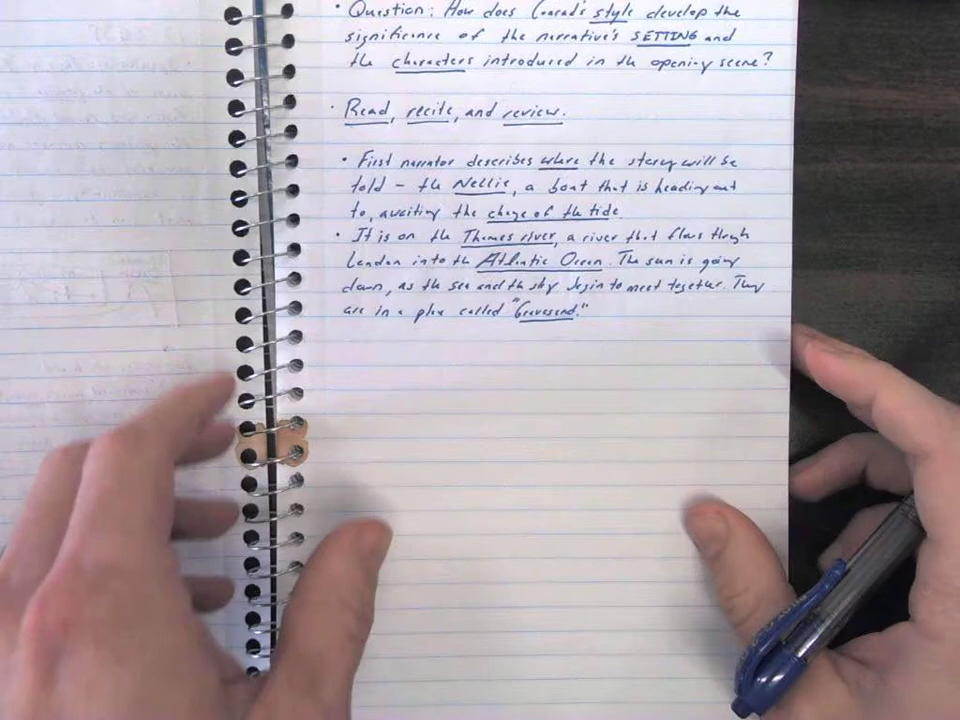 • Question: How does Conrad's style develop the
significance of the narrative's SETTING and
the characters introduced in the opening scene?
• Read, recite, and review.
• First narrator describes where the story will be
told - the Nellie, a boat that is heading out
to, awaiting the change of the tide.
• It is on the Thames river, a river that flows through
London into the Atlantic Ocean. The sun is going
down, as the sea and the sky begin to meet together. They
are in a place called "Gravesend."